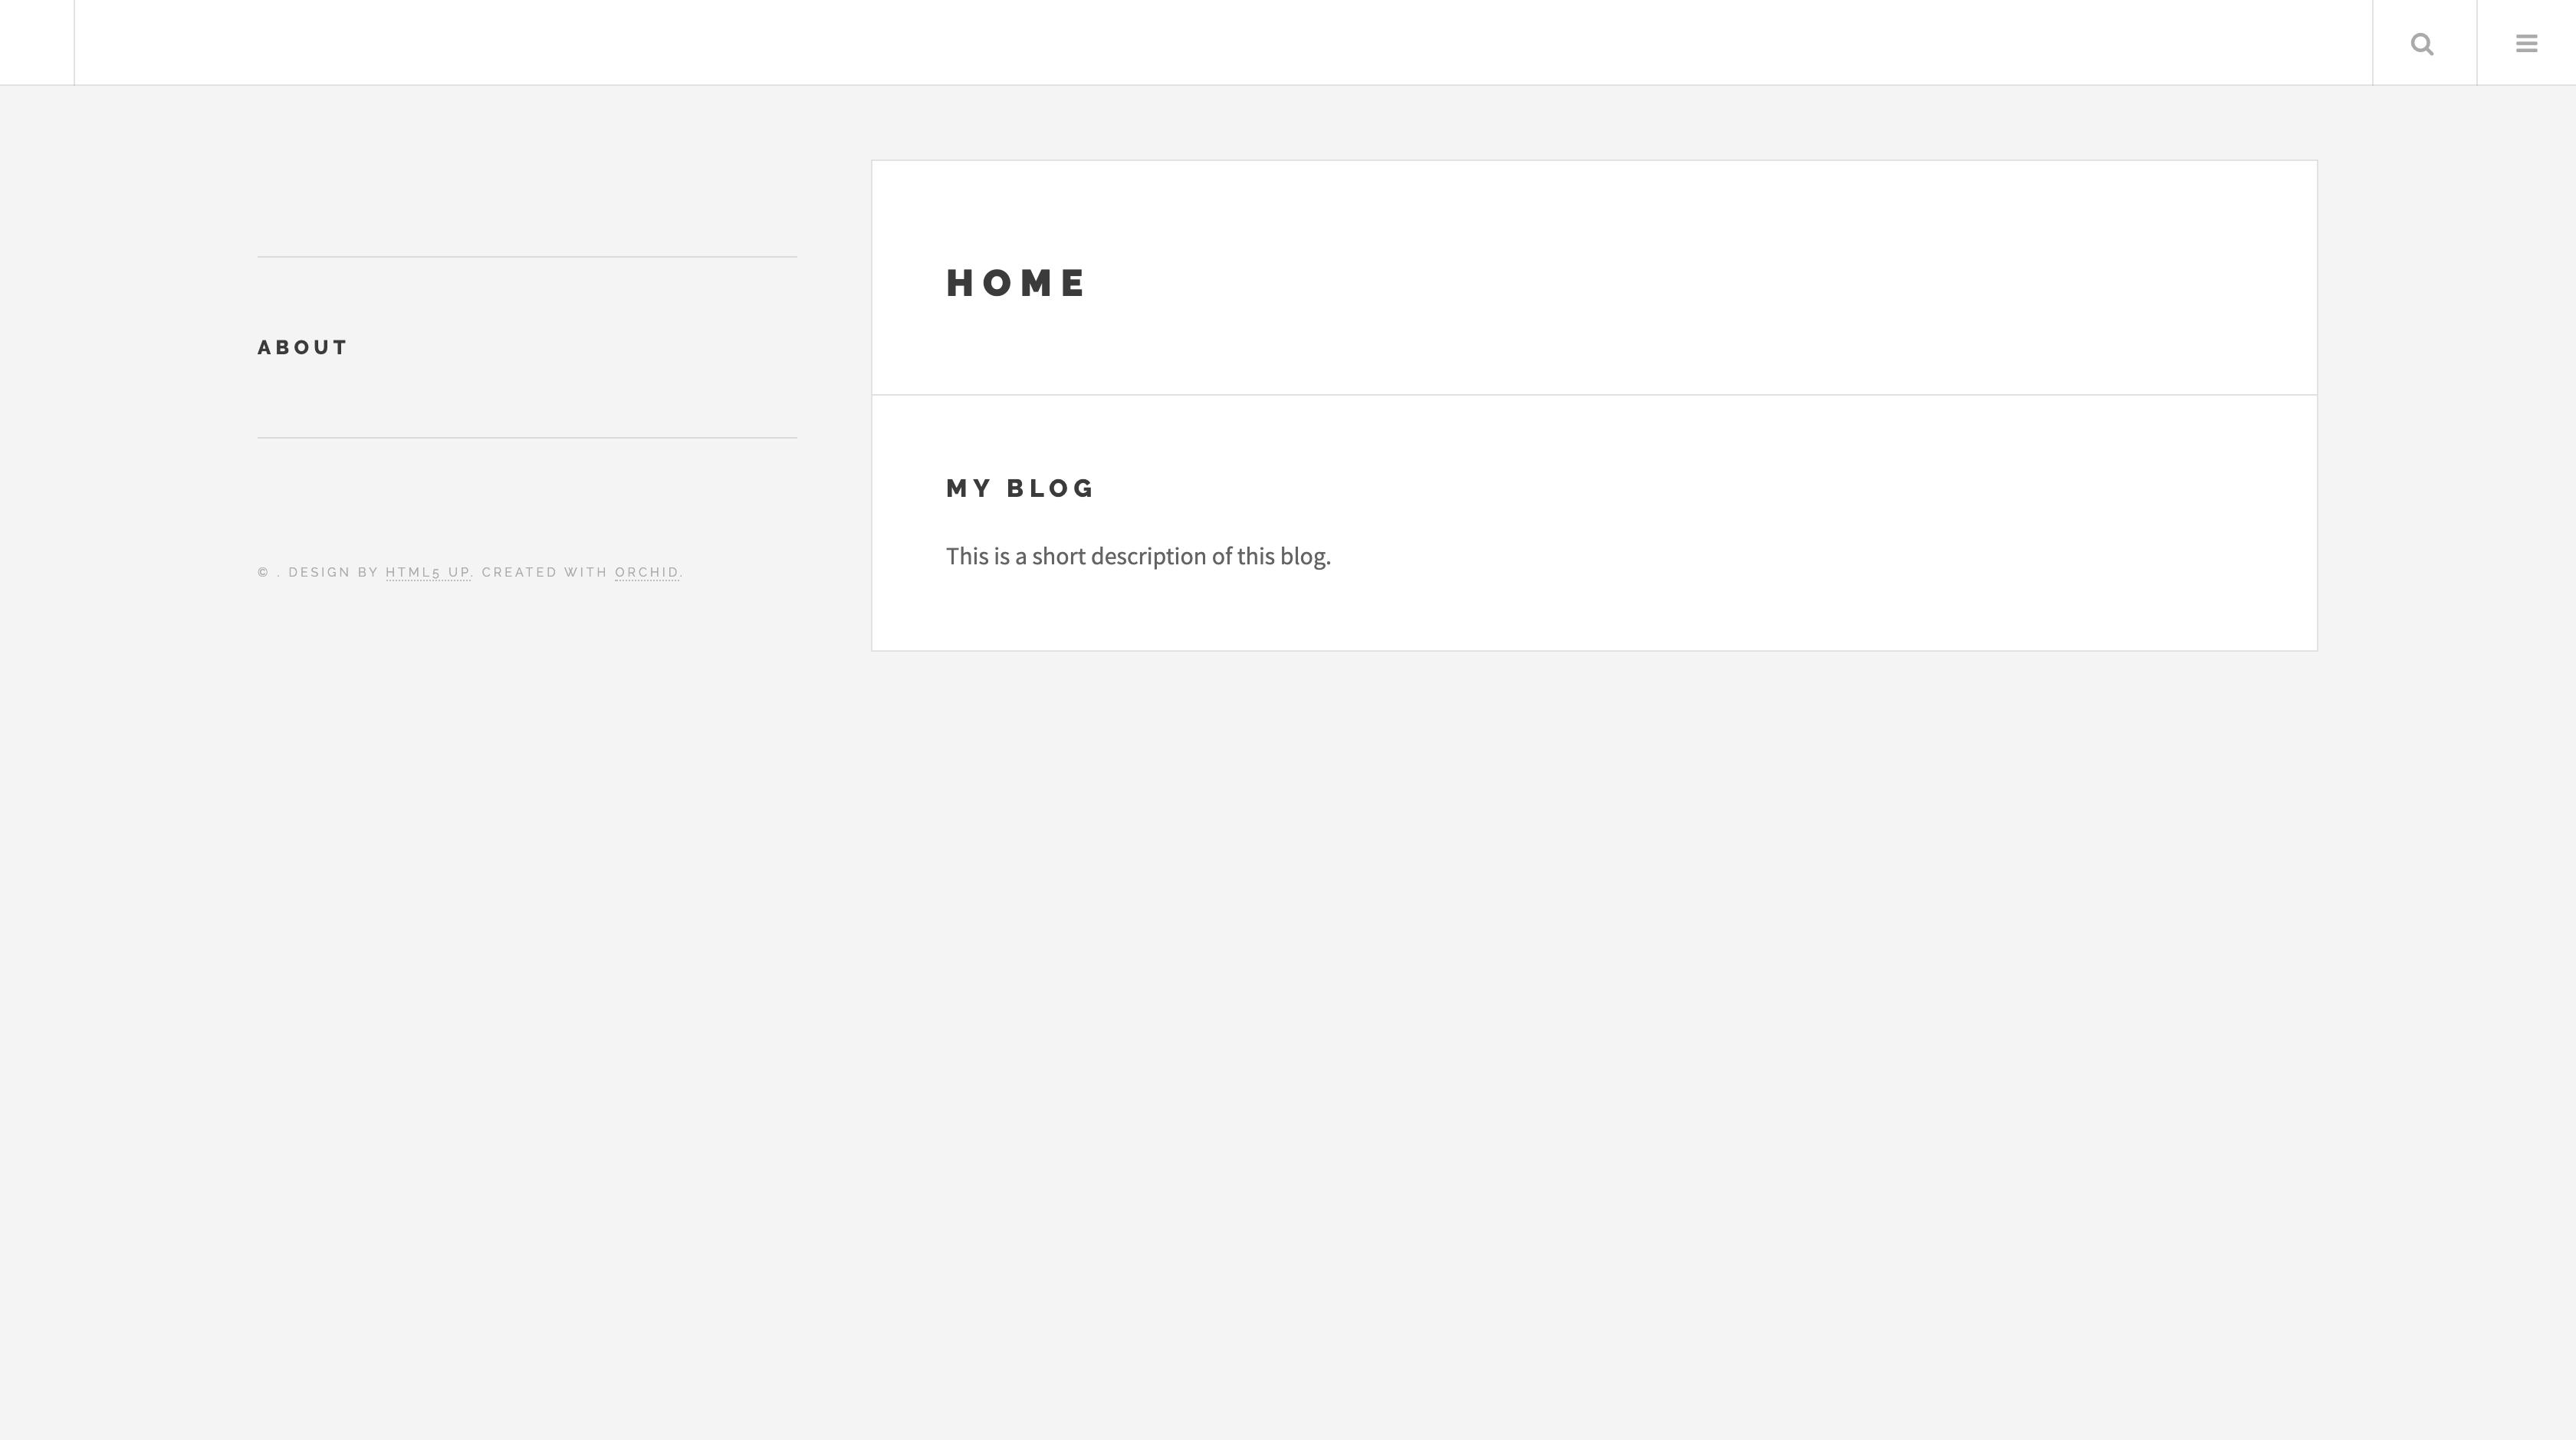 ABOUT
© . DESIGN BY HTML5 UP. CREATED WITH ORCHID.
HOME
MY BLOG
This is a short description of this blog.